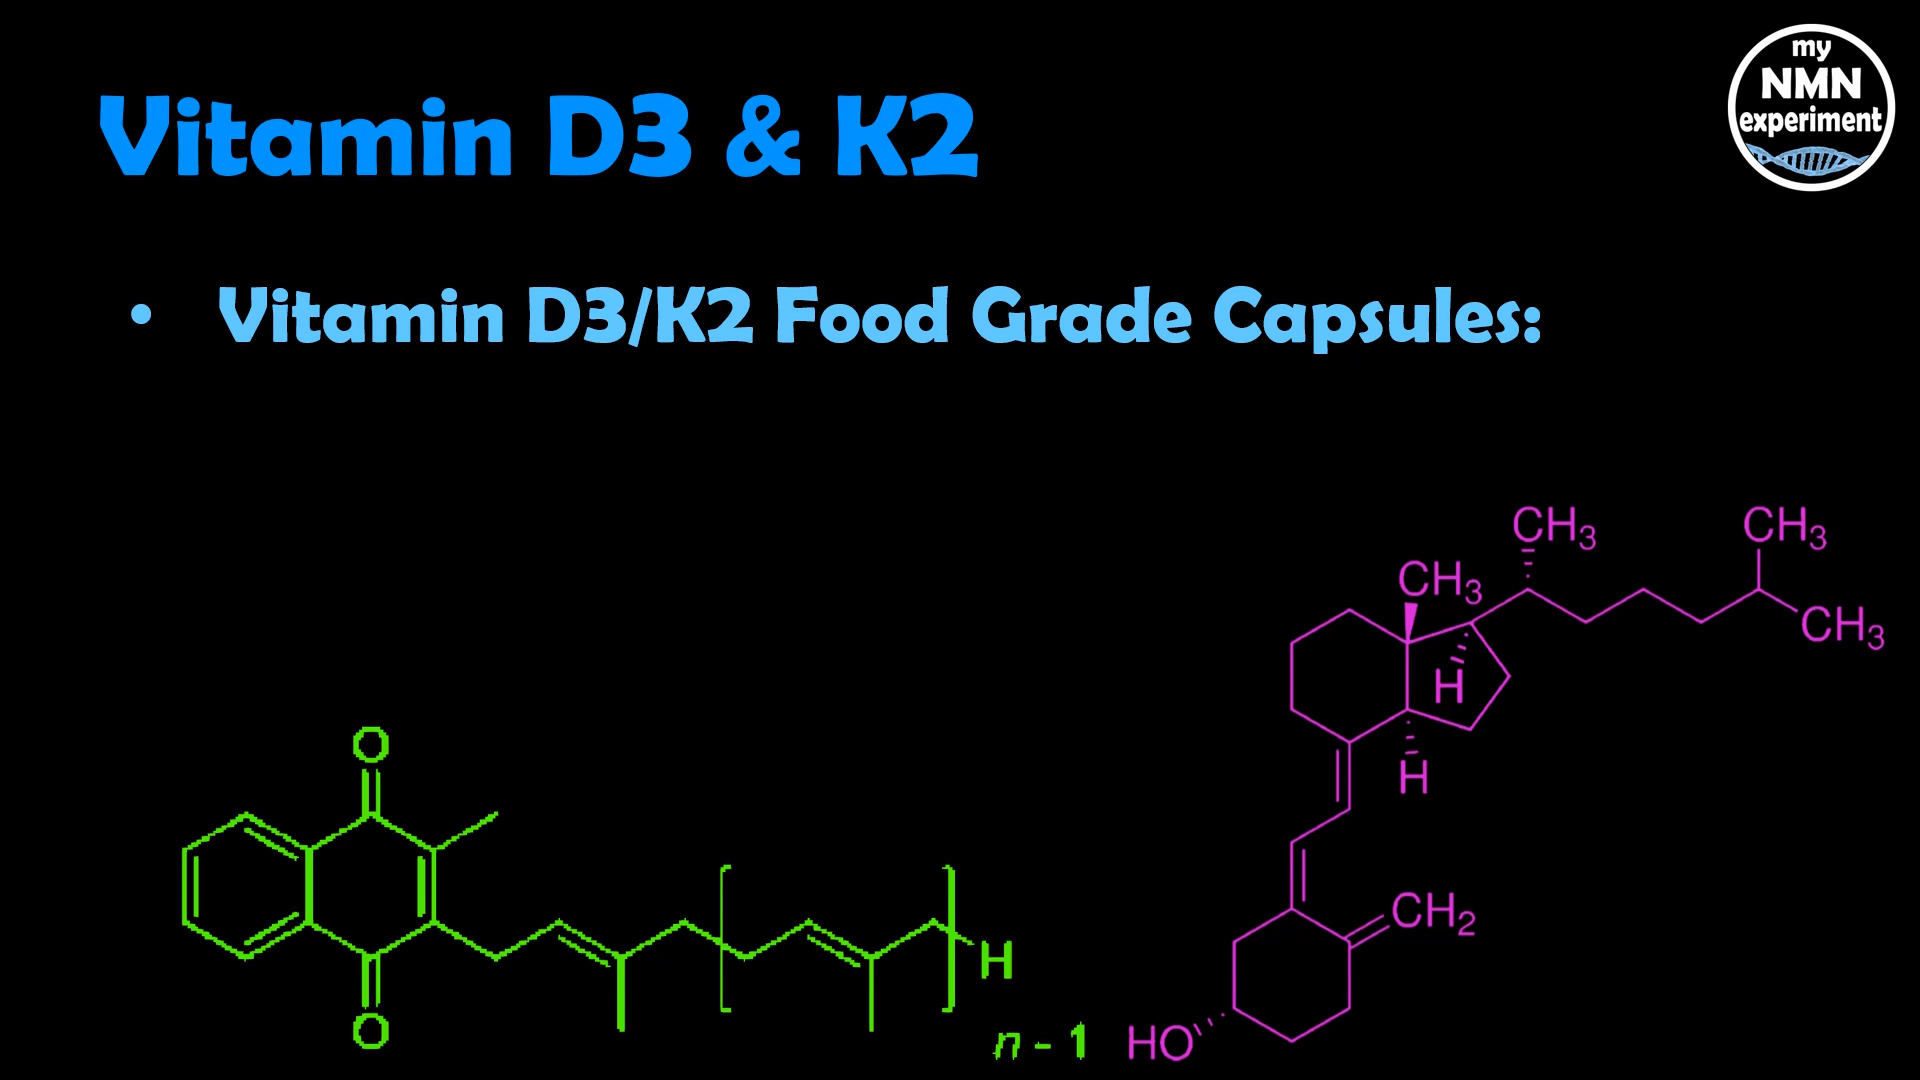 my
NMN
experiment
Vitamin D3 & K2
• Vitamin D3/K2 Food Grade Capsules:
CH3
CH3
CH3
CH3
H
H
O
CH2
H
O
n - 1
HO